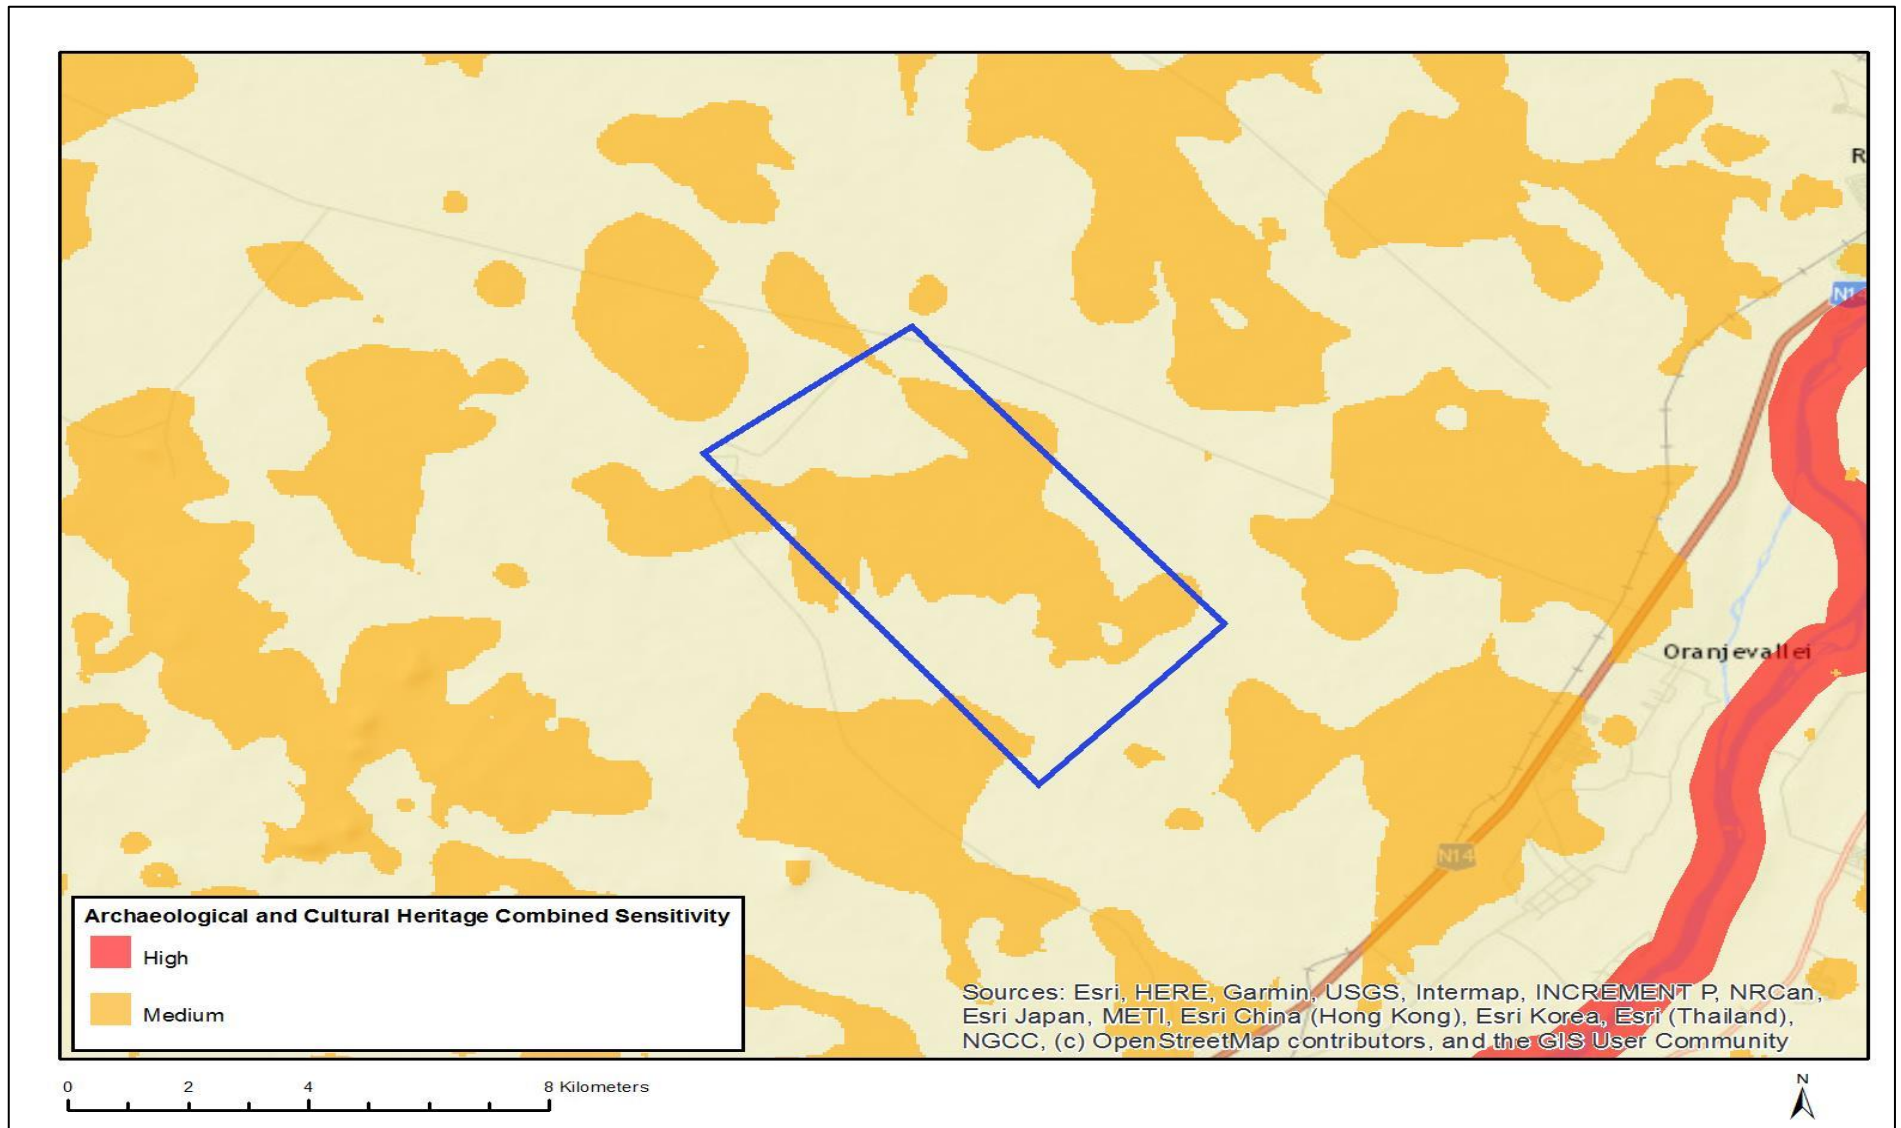 R
N1
Oranjevallei
N14
Archaeological and Cultural Heritage Combined Sensitivity
High
Medium
Sources: Esri, HERE, Garmin, USGS, Intermap, INCREMENT P, NRCan,
Esri Japan, METI, Esri China (Hong Kong), Esri Korea, Esri (Thailand),
NGCC, (c) OpenStreetMap contributors, and the GIS User Community
0 2 4 8 Kilometers
N